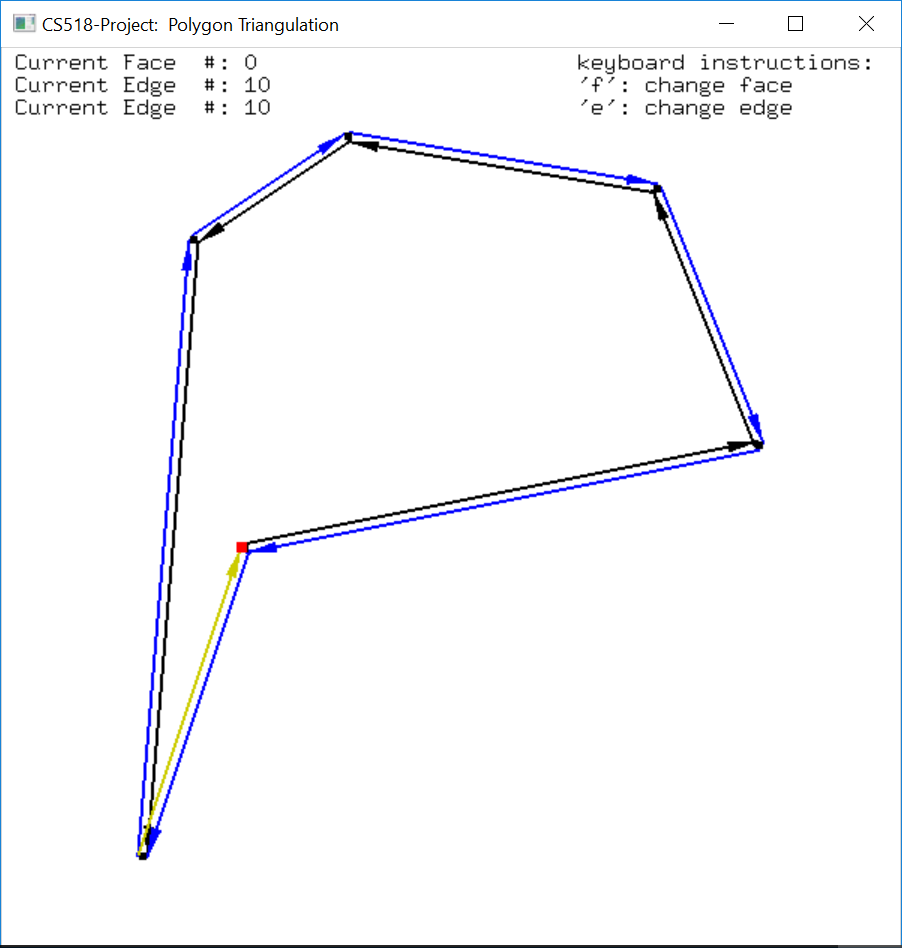 CS518-Project:  Polygon Triangulation
Current Face  #: 0
Current Edge  #: 10
Current Edge  #: 10
keyboard instructions:
'f': change face
'e': change edge